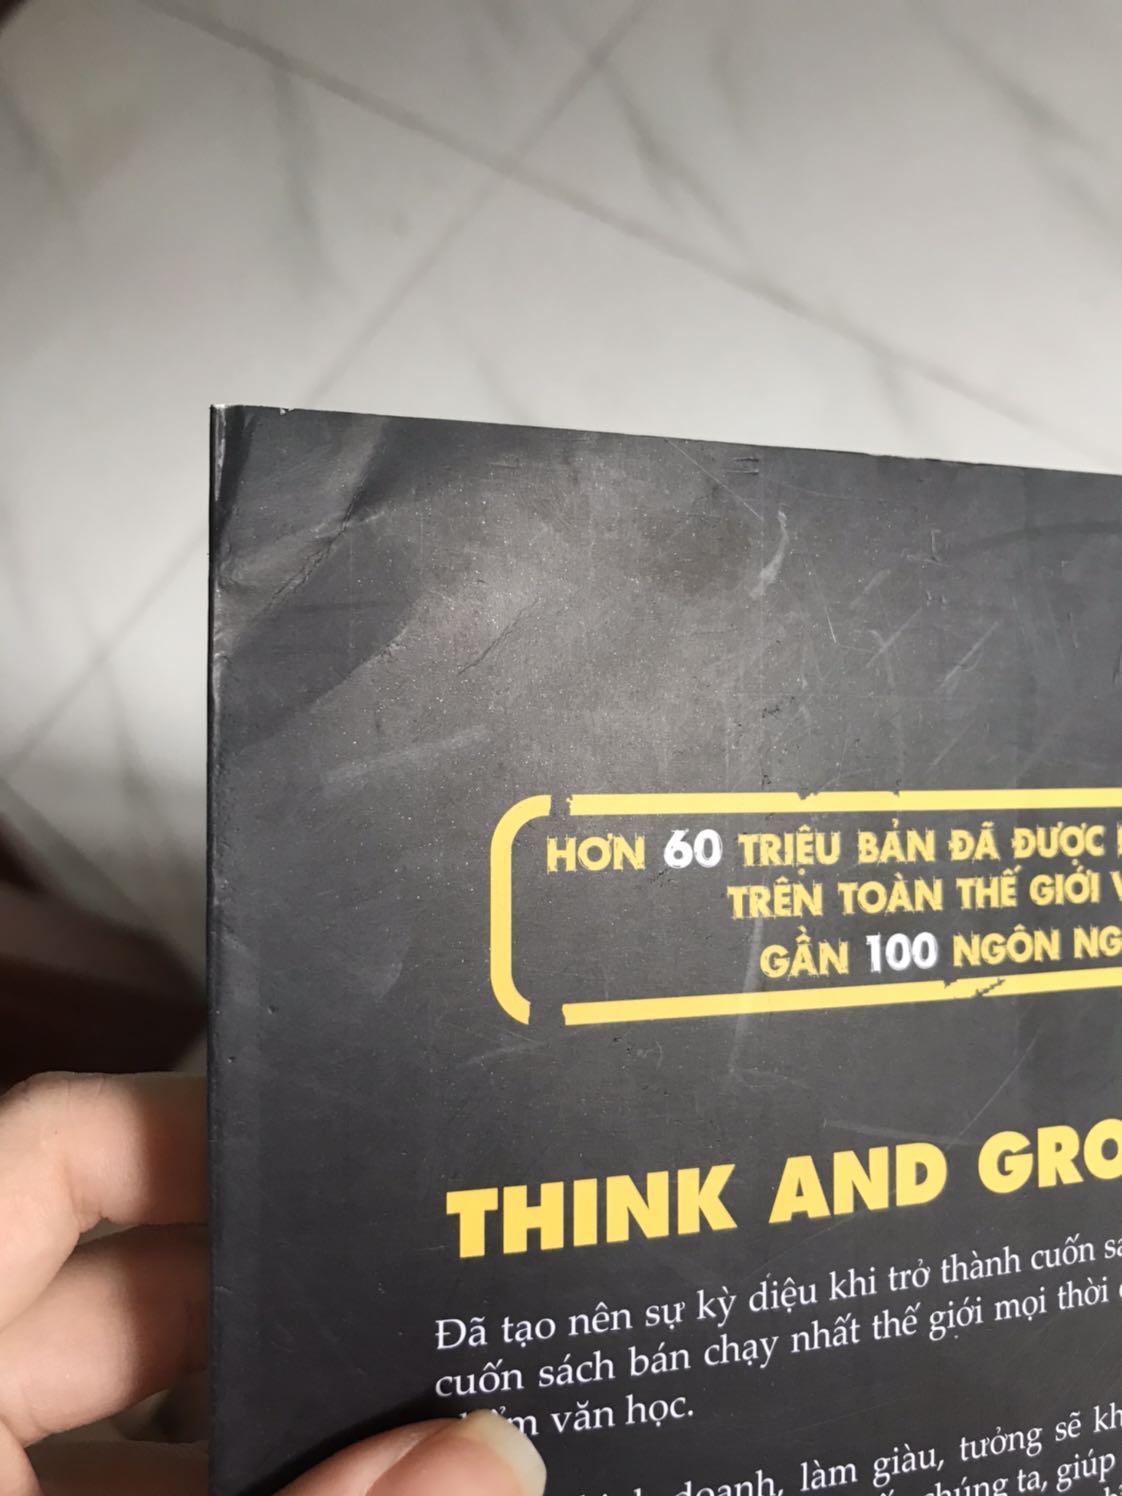 HƠN 60 TRIỆU BẢN ĐÃ ĐƯỢC
TRÊN TOÀN THẾ GIỚI
GẦN 100 NGÔN
THINK AND
Đã tạo nên sự kỳ diệu khi trở thành cuốn
cuốn sách bán chạy nhất thế giới mọi thời
văn học.
doanh, làm giàu, tưởng sẽ
chúng ta, giúp